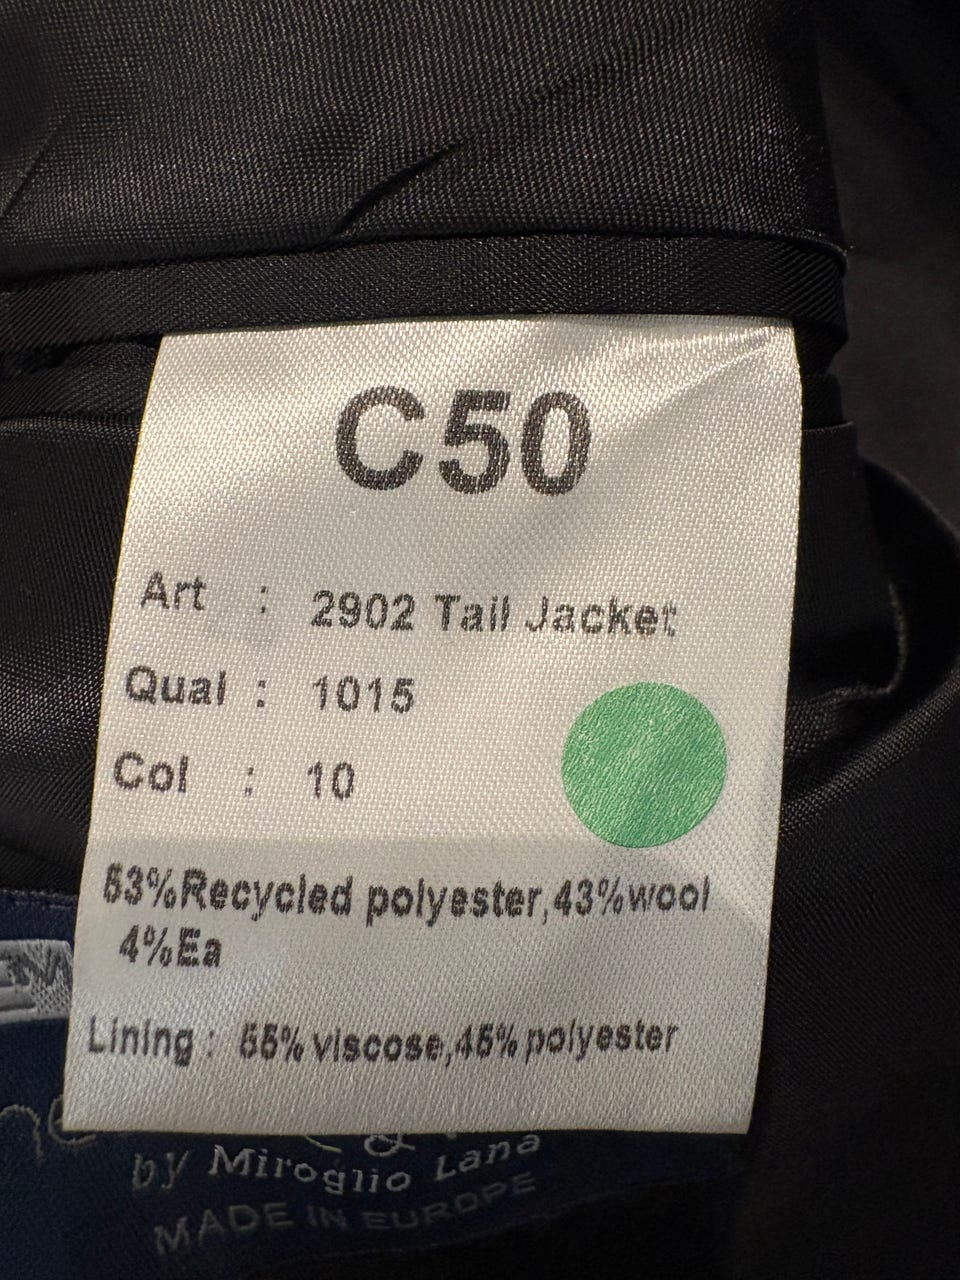 C50
Art : 2902 Tail Jacket
Qual : 1015
Col : 10
53%Recycled polyester,43%wool
4%Ea
Lining : 55% viscose,45% polyester
by Miroglio Lana
MADE IN EUROPE